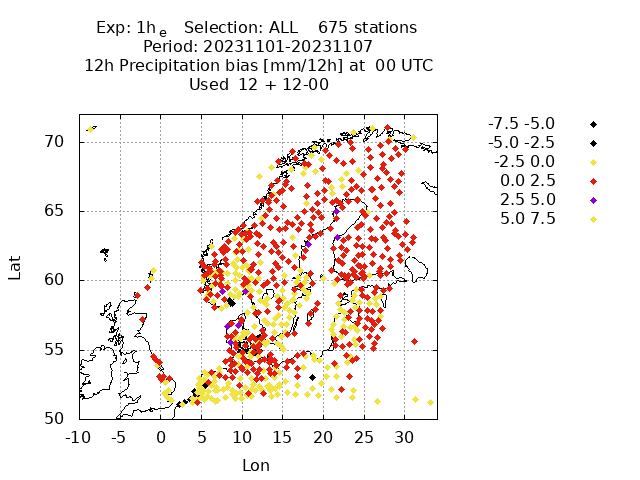 Exp: 1h e   Selection: ALL    675 stations
Period: 20231101-20231107
12h Precipitation bias [mm/12h] at  00 UTC
Used  12 + 12-00
-7.5 -5.0
-5.0 -2.5
-2.5 0.0
0.0 2.5
2.5 5.0
5.0 7.5
70
65
60
55
50
Lat
-10 -5 0 5 10 15 20 25 30
Lon